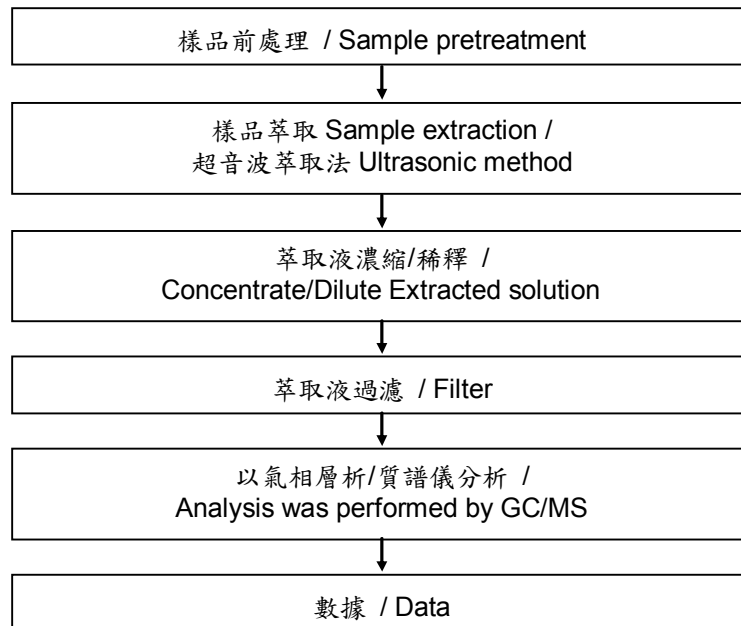 樣品前處理 / Sample pretreatment
樣品萃取 Sample extraction /
超音波萃取法 Ultrasonic method
萃取液濃縮/稀釋 /
Concentrate/Dilute Extracted solution
萃取液過濾 / Filter
以氣相層析/質譜儀分析 /
Analysis was performed by GC/MS
數據 / Data